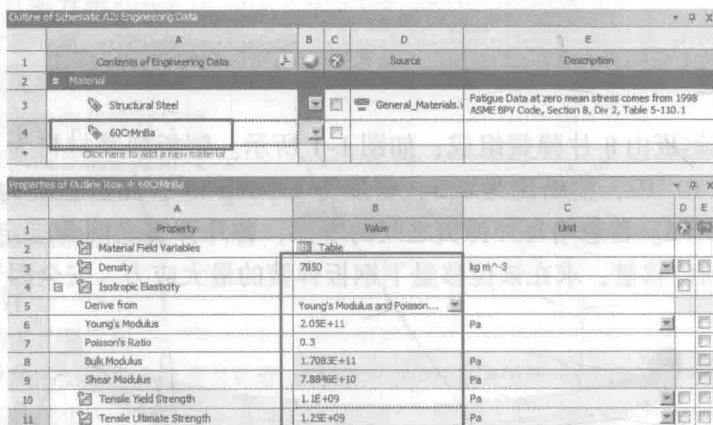 Outline of Schematic A2: Engineering Data
A B C D E
1 Contents of Engineering Data Source Description
2 Material
3 Structural Steel General_Materials. Fatigue Data at zero mean stress comes from 1998 ASME BPV Code, Section 8, Div 2, Table 5-110.1
4 60CrMnBa
* Click here to add a new material
Properties of Outline Row 4: 60CrMnBa
A B C D E
1 Property Value Unit
2 Material Field Variables Table
3 Density 7850 kg m^-3
4 Isotropic Elasticity
5 Derive from Young's Modulus and Poisson...
6 Young's Modulus 2.05E+11 Pa
7 Poisson's Ratio 0.3
8 Bulk Modulus 1.7083E+11 Pa
9 Shear Modulus 7.8846E+10 Pa
10 Tensile Yield Strength 1.1E+09 Pa
11 Tensile Ultimate Strength 1.25E+09 Pa